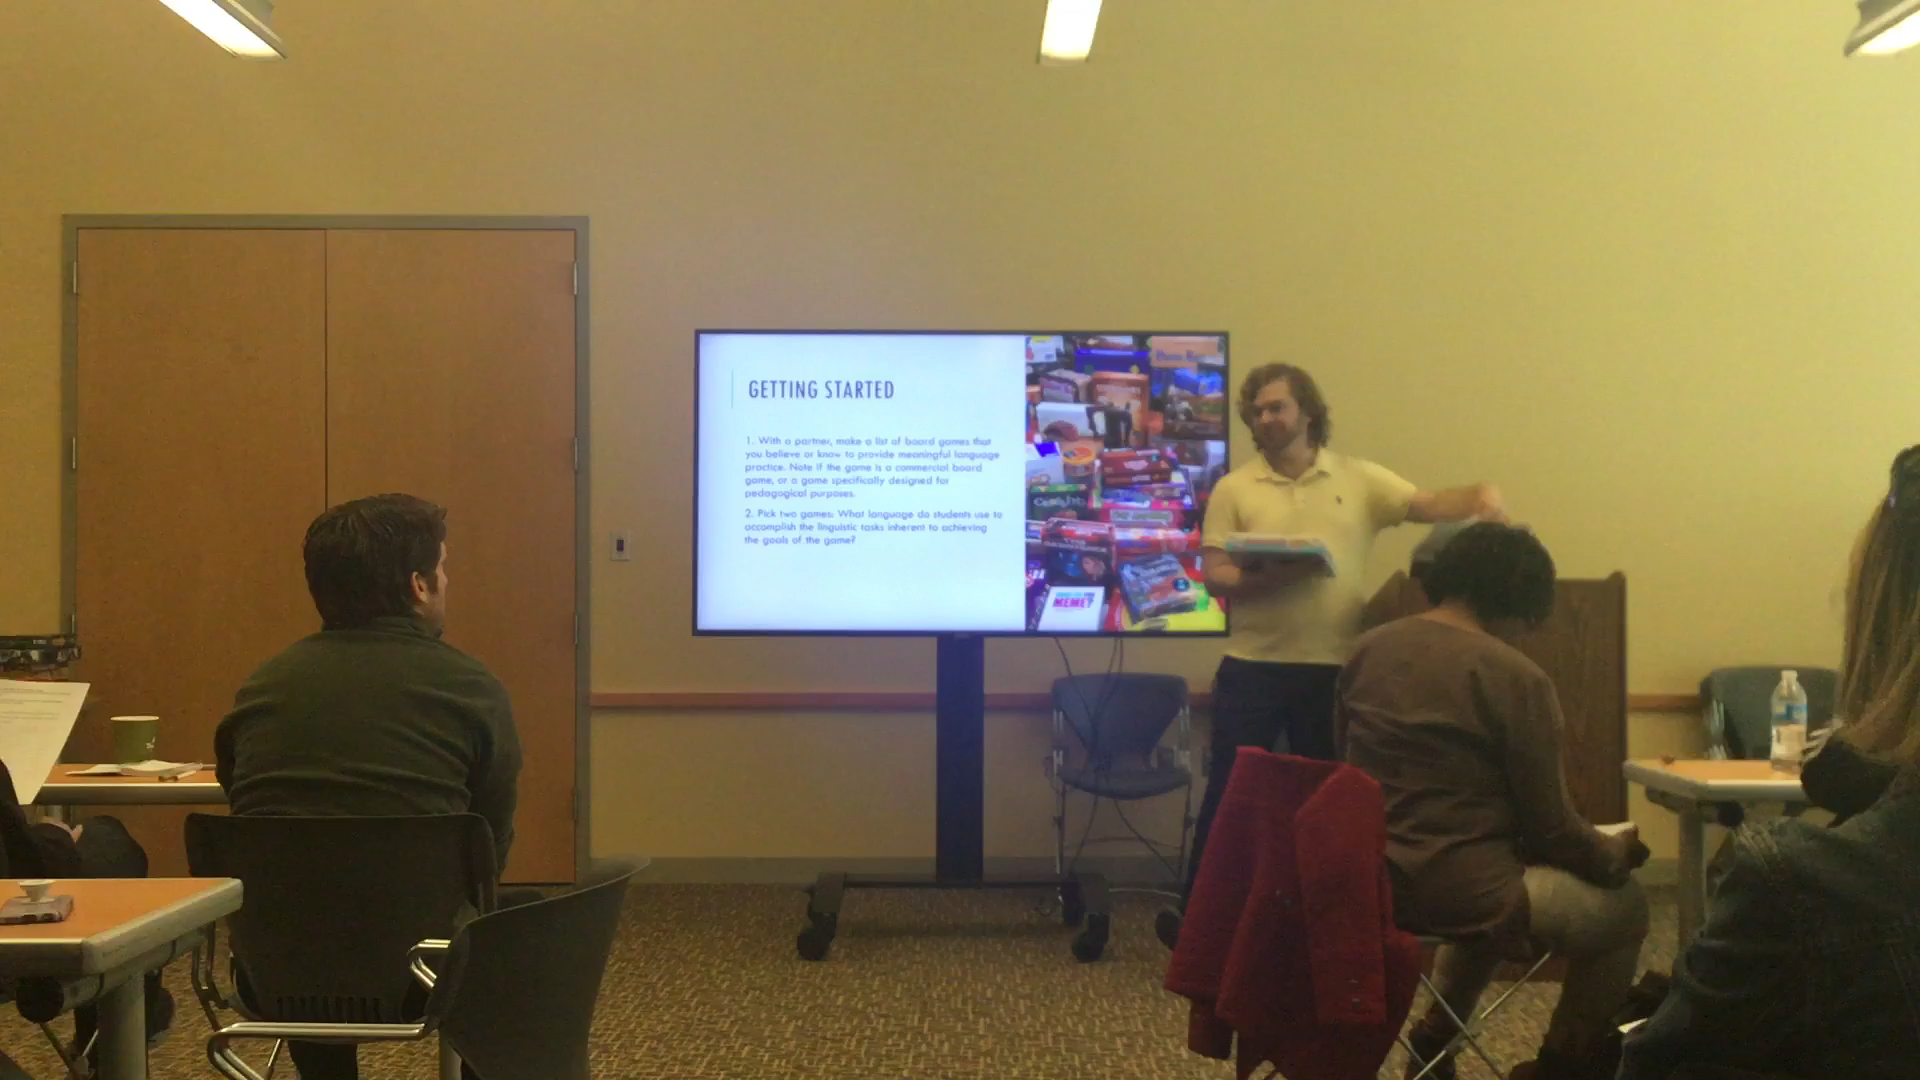 GETTING STARTED
1. With a partner, make a list of board games that
you believe or know to provide meaningful language
practice. Note if the game is a commercial board
game, or a game specifically designed for
pedagogical purposes.
2. Pick two games: What language do students use to
accomplish the linguistic tasks inherent to achieving
the goals of the game?
MEME?